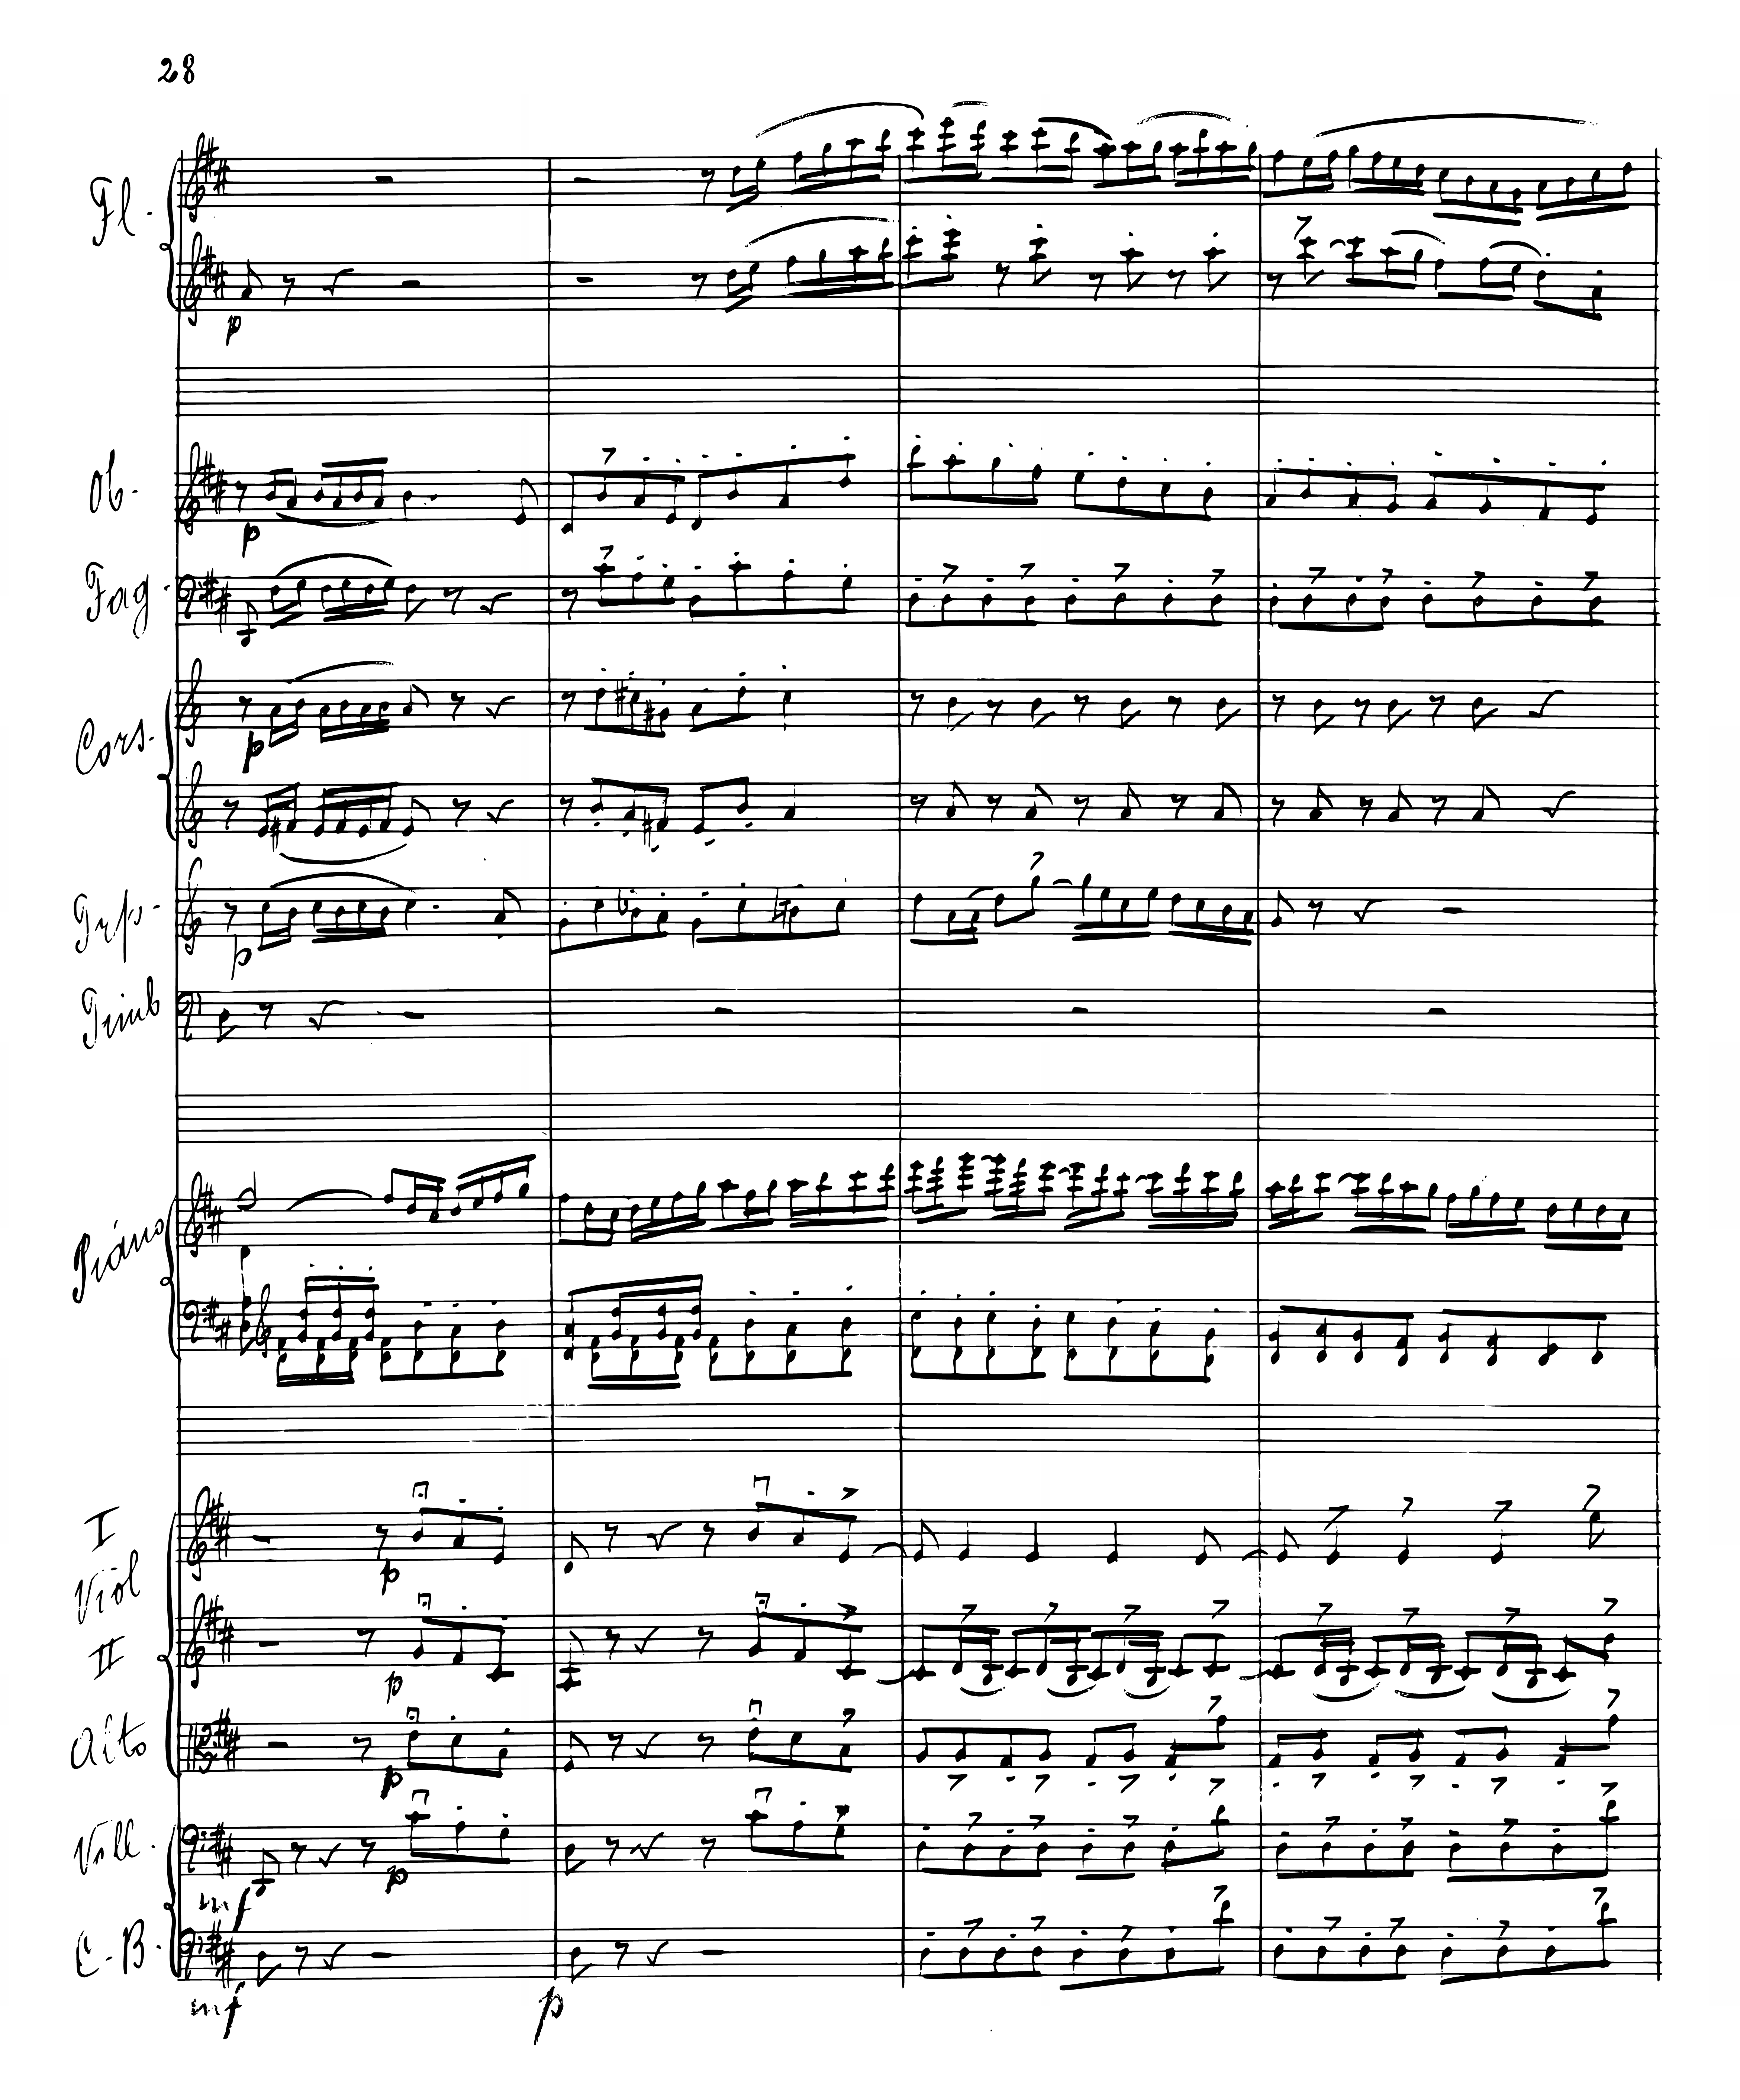 28
Fl.
p
Ob.
p
Fag.
Cors.
p
Trp.
p
Timb
Piano
I
p
Viol
II
p
Alto
p
Vcll.
p
mf
C-B.
mf
p